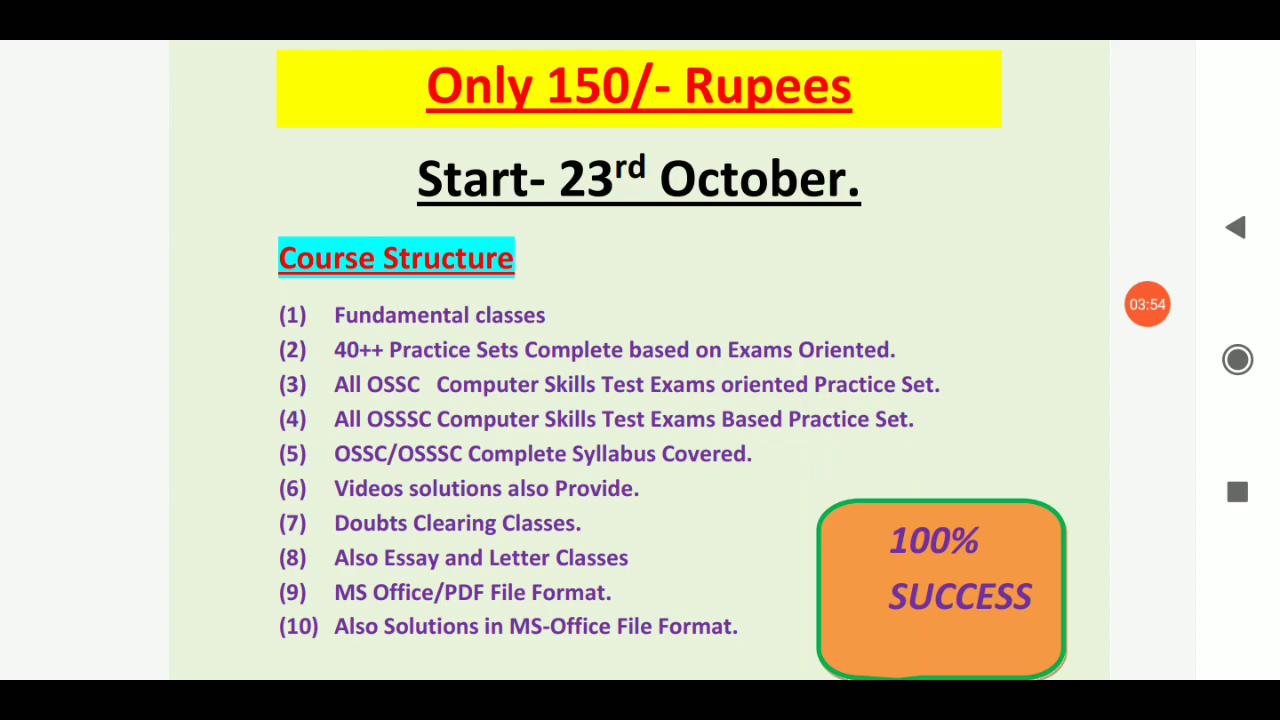 Only 150/- Rupees
Start- 23rd October.
Course Structure
(1) Fundamental classes
(2) 40++ Practice Sets Complete based on Exams Oriented.
(3) All OSSC Computer Skills Test Exams oriented Practice Set.
(4) All OSSSC Computer Skills Test Exams Based Practice Set.
(5) OSSC/OSSSC Complete Syllabus Covered.
(6) Videos solutions also Provide.
(7) Doubts Clearing Classes.
(8) Also Essay and Letter Classes
(9) MS Office/PDF File Format.
(10) Also Solutions in MS-Office File Format.
100%
SUCCESS
03:54